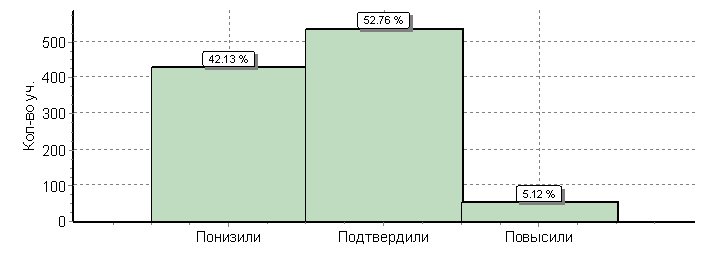 Кол-во уч.
500
400
300
200
100
0
42.13 %
52.76 %
5.12 %
Понизили
Подтвердили
Повысили